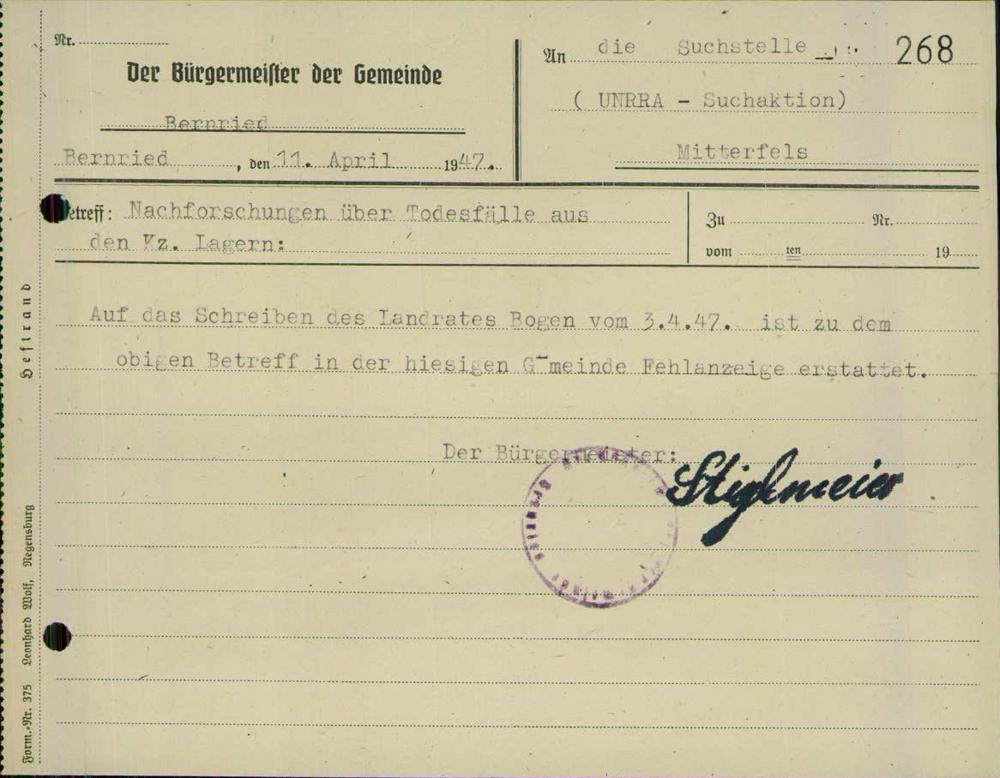 Nr.
Der Bürgermeister der Gemeinde
Bernried
Bernried, den 11. April 1947.
An die Suchstelle
268
( UNRRA - Suchaktion)
Mitterfels
Betreff: Nachforschungen über Todesfälle aus
den Kz. Lagern:
Zu Nr.
vom ten 19
Auf das Schreiben des Landrates Bogen vom 3.4.47. ist zu dem
obigen Betreff in der hiesigen G meinde Fehlanzeige erstattet.
Der Bürgermeister:
Stiglmeier
Heftrand
Form.-Nr. 375 Leonhard Wolf, Regensburg